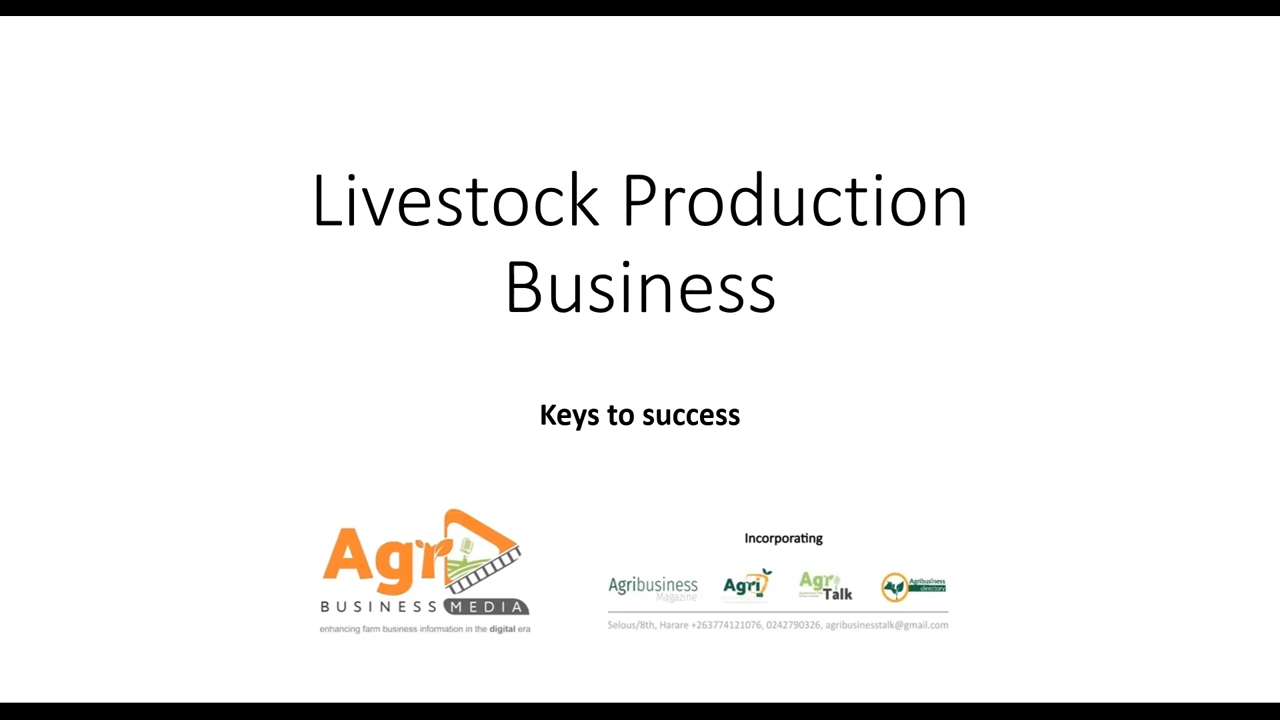 Livestock Production
Business
Keys to success
Agri
BUSINESS MEDIA
enhancing farm business information in the digital era
Incorporating
Agribusiness
Magazine
Agri
Agri
Talk
Agribusiness
directory
Selous/8th, Harare +263774121076, 0242790326, agribusinesstalk@gmail.com